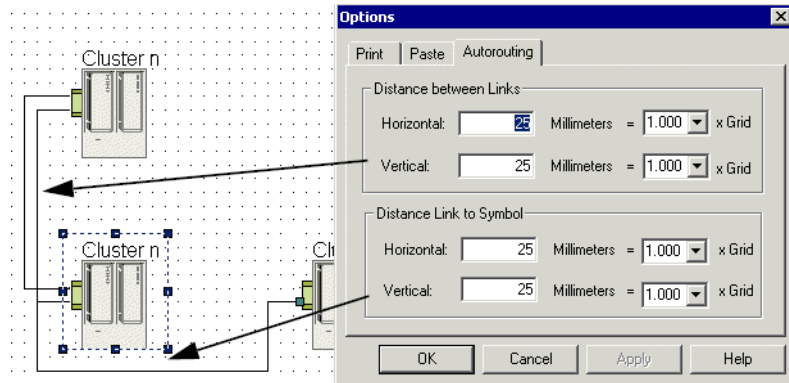 Cluster n
Cluster n
Cl
Options
Print Paste Autorouting
Distance between Links
Horizontal: 25 Millimeters = 1.000 x Grid
Vertical: 25 Millimeters = 1.000 x Grid
Distance Link to Symbol
Horizontal: 25 Millimeters = 1.000 x Grid
Vertical: 25 Millimeters = 1.000 x Grid
OK Cancel Apply Help